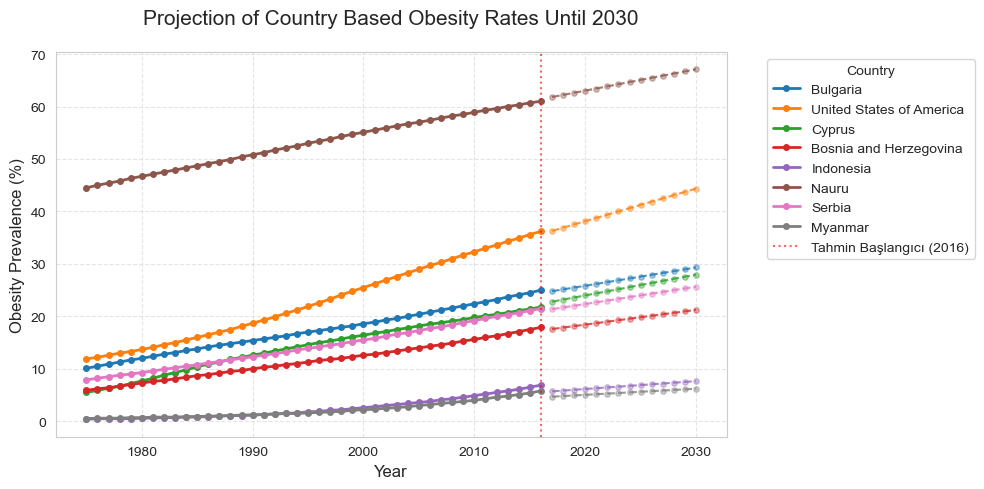 Projection of Country Based Obesity Rates Until 2030
Obesity Prevalence (%)
70
60
50
40
30
20
10
0
1980
1990
2000
2010
2020
2030
Year
Country
Bulgaria
United States of America
Cyprus
Bosnia and Herzegovina
Indonesia
Nauru
Serbia
Myanmar
Tahmin Başlangıcı (2016)